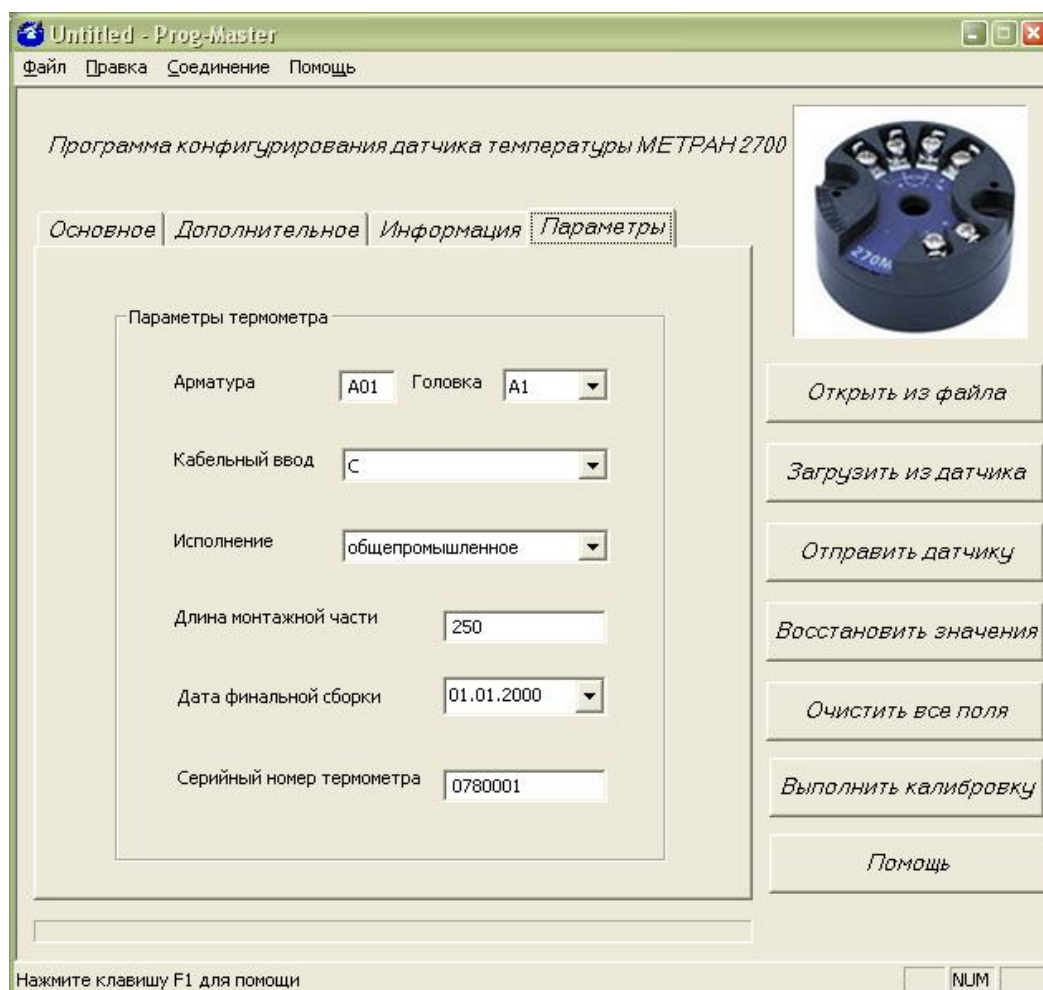 Untitled - Prog-Master
Файл Правка Соединение Помощь
Программа конфигурирования датчика температуры МЕТРАН 2700
Основное Дополнительное Информация Параметры
Параметры термометра
Арматура A01 Головка A1
Кабельный ввод C
Исполнение общепромышленное
Длина монтажной части 250
Дата финальной сборки 01.01.2000
Серийный номер термометра 0780001
270M
Открыть из файла
Загрузить из датчика
Отправить датчику
Восстановить значения
Очистить все поля
Выполнить калибровку
Помощь
Нажмите клавишу F1 для помощи
NUM